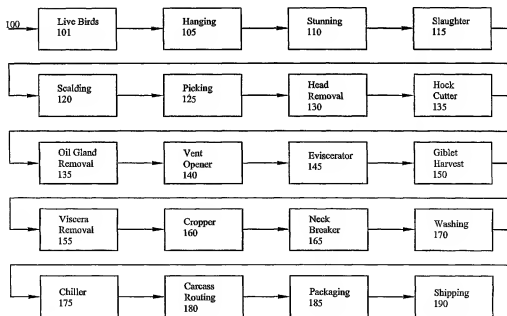 100
Live Birds
101
Hanging
105
Stunning
110
Slaughter
115
Scalding
120
Picking
125
Head
Removal
130
Hock
Cutter
135
Oil Gland
Removal
135
Vent
Opener
140
Eviscerator
145
Giblet
Harvest
150
Viscera
Removal
155
Cropper
160
Neck
Breaker
165
Washing
170
Chiller
175
Carcass
Routing
180
Packaging
185
Shipping
190